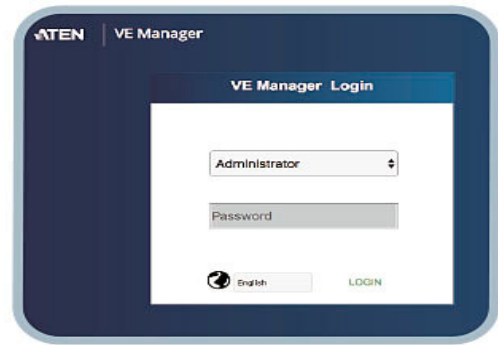 ATEN VE Manager
VE Manager Login
Administrator
Password
English LOGIN